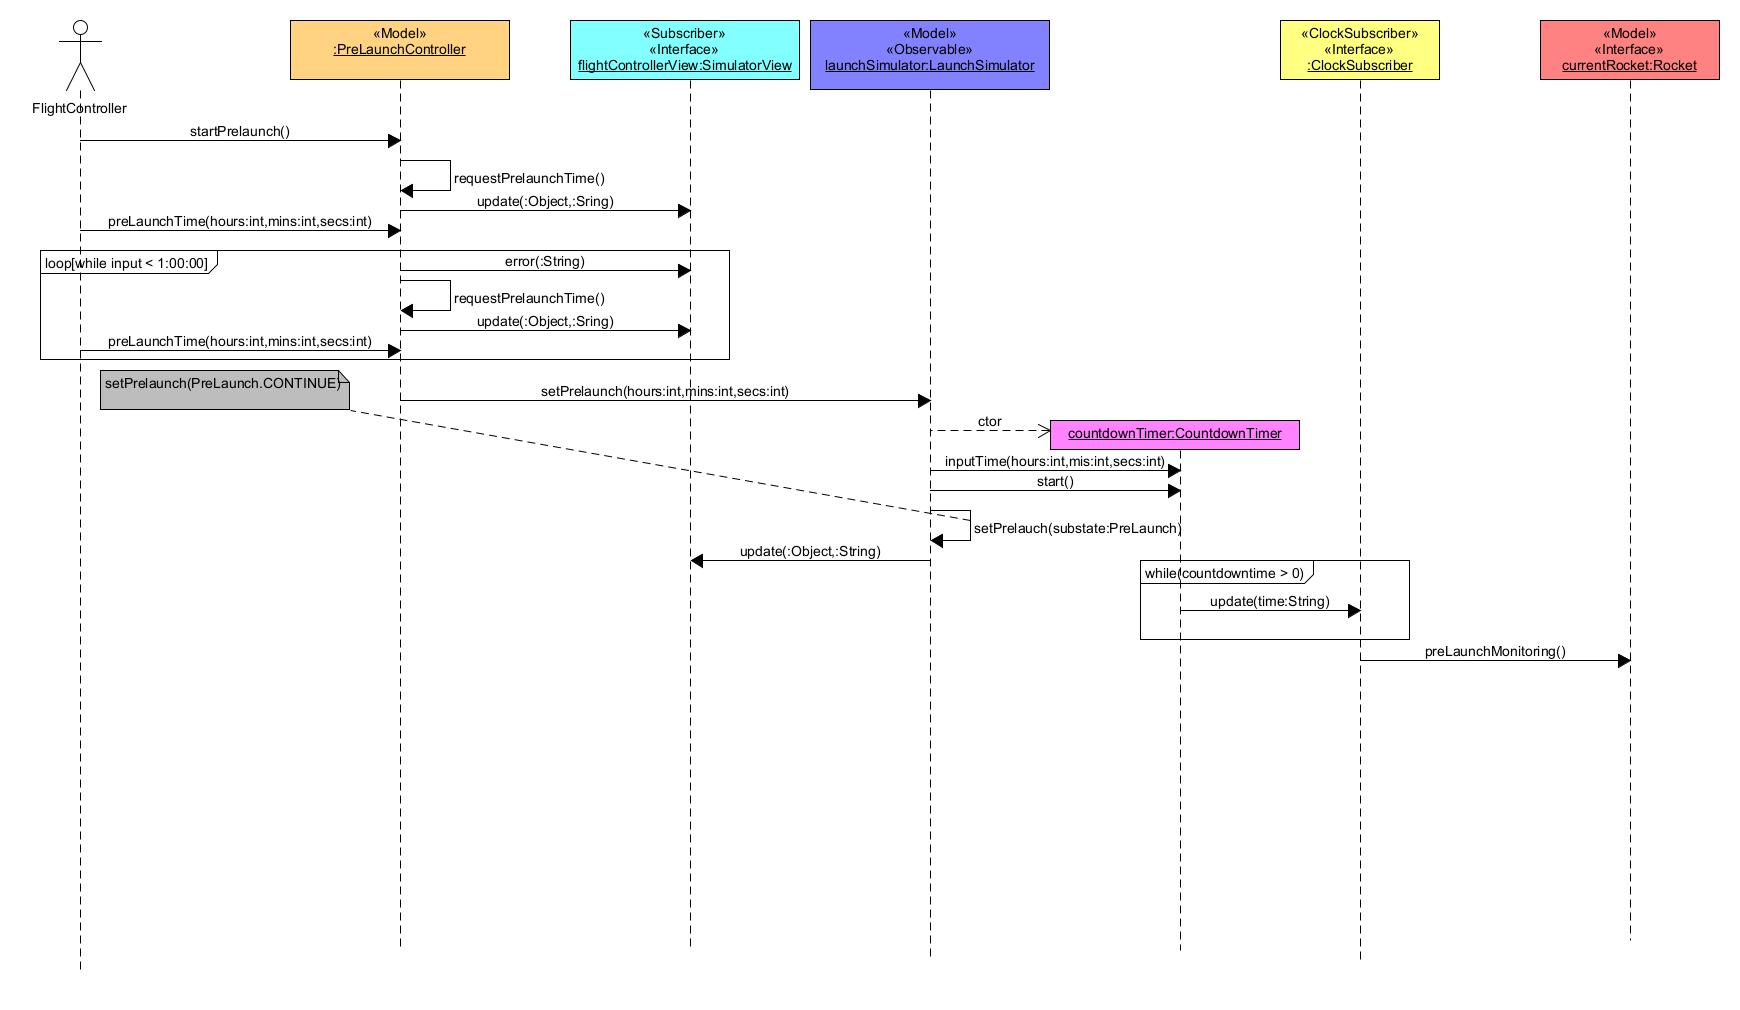 FlightController
«Model»
:PreLaunchController
«Subscriber»
«Interface»
flightControllerView:SimulatorView
«Model»
«Observable»
launchSimulator:LaunchSimulator
«ClockSubscriber»
«Interface»
:ClockSubscriber
«Model»
«Interface»
currentRocket:Rocket
startPrelaunch()
requestPrelaunchTime()
update(:Object,:Sring)
preLaunchTime(hours:int,mins:int,secs:int)
loop[while input < 1:00:00]
error(:String)
requestPrelaunchTime()
update(:Object,:Sring)
preLaunchTime(hours:int,mins:int,secs:int)
setPrelaunch(PreLaunch.CONTINUE)
setPrelaunch(hours:int,mins:int,secs:int)
ctor
countdownTimer:CountdownTimer
inputTime(hours:int,mis:int,secs:int)
start()
setPrelauch(substate:PreLaunch)
update(:Object,:String)
while(countdowntime > 0)
update(time:String)
preLaunchMonitoring()